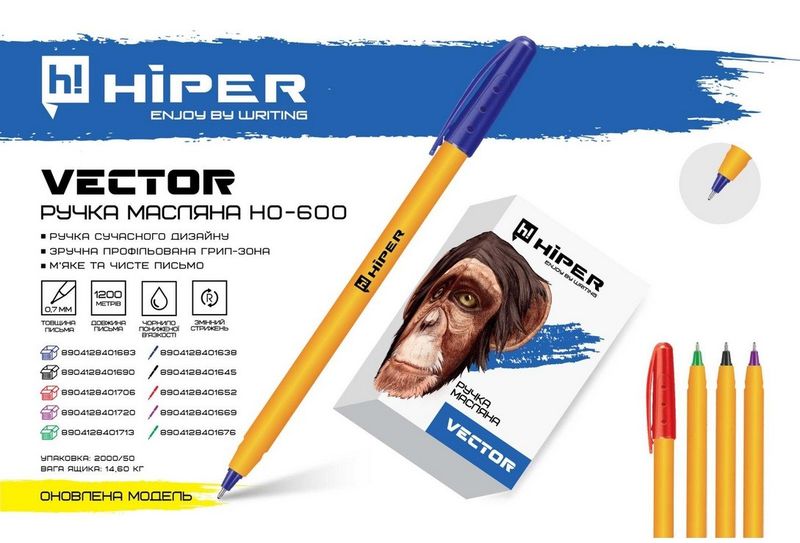 h! HiPER
ENJOY BY WRITING
VECTOR
РУЧКА МАСЛЯНА HO-600
▪ РУЧКА СУЧАСНОГО ДИЗАЙНУ
▪ ЗРУЧНА ПРОФІЛЬОВАНА ГРИП-ЗОНА
▪ М'ЯКЕ ТА ЧИСТЕ ПИСЬМО
0,7 ММ
ТОВЩИНА
ПИСЬМА
1200
МЕТРІВ
ДОВЖИНА
ПИСЬМА
ЧОРНИЛО
ПОНИЖЕНОЇ
В'ЯЗКОСТІ
R
ЗМІННИЙ
СТРИЖЕНЬ
8904128401683 8904128401638
8904128401690 8904128401645
8904128401706 8904128401652
8904128401720 8904128401669
8904128401713 8904128401676
УПАКОВКА: 2000/50
ВАГА ЯЩИКА: 14,60 КГ
ОНОВЛЕНА МОДЕЛЬ
h! HiPER
h! HiPER
ENJOY BY WRITING
РУЧКА
МАСЛЯНА
VECTOR